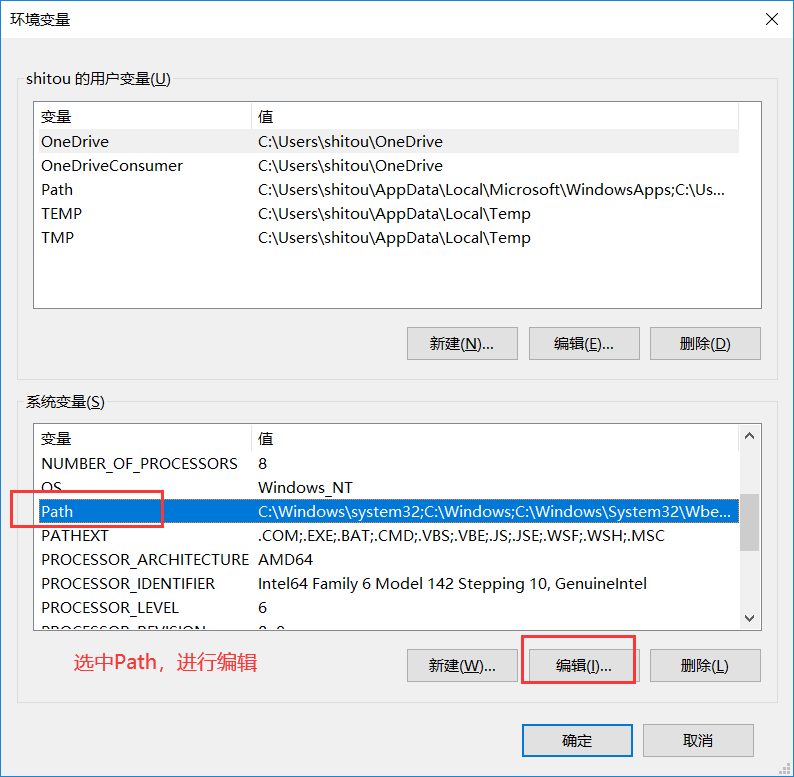 环境变量
shitou 的用户变量(U)
变量 值
OneDrive C:\Users\shitou\OneDrive
OneDriveConsumer C:\Users\shitou\OneDrive
Path C:\Users\shitou\AppData\Local\Microsoft\WindowsApps;C:\Us...
TEMP C:\Users\shitou\AppData\Local\Temp
TMP C:\Users\shitou\AppData\Local\Temp
新建(N)... 编辑(E)... 删除(D)
系统变量(S)
变量 值
NUMBER_OF_PROCESSORS 8
OS Windows_NT
Path C:\Windows\system32;C:\Windows;C:\Windows\System32\Wbe...
PATHEXT .COM;.EXE;.BAT;.CMD;.VBS;.VBE;.JS;.JSE;.WSF;.WSH;.MSC
PROCESSOR_ARCHITECTURE AMD64
PROCESSOR_IDENTIFIER Intel64 Family 6 Model 142 Stepping 10, GenuineIntel
PROCESSOR_LEVEL 6
选中Path，进行编辑 新建(W)... 编辑(I)... 删除(L)
确定 取消